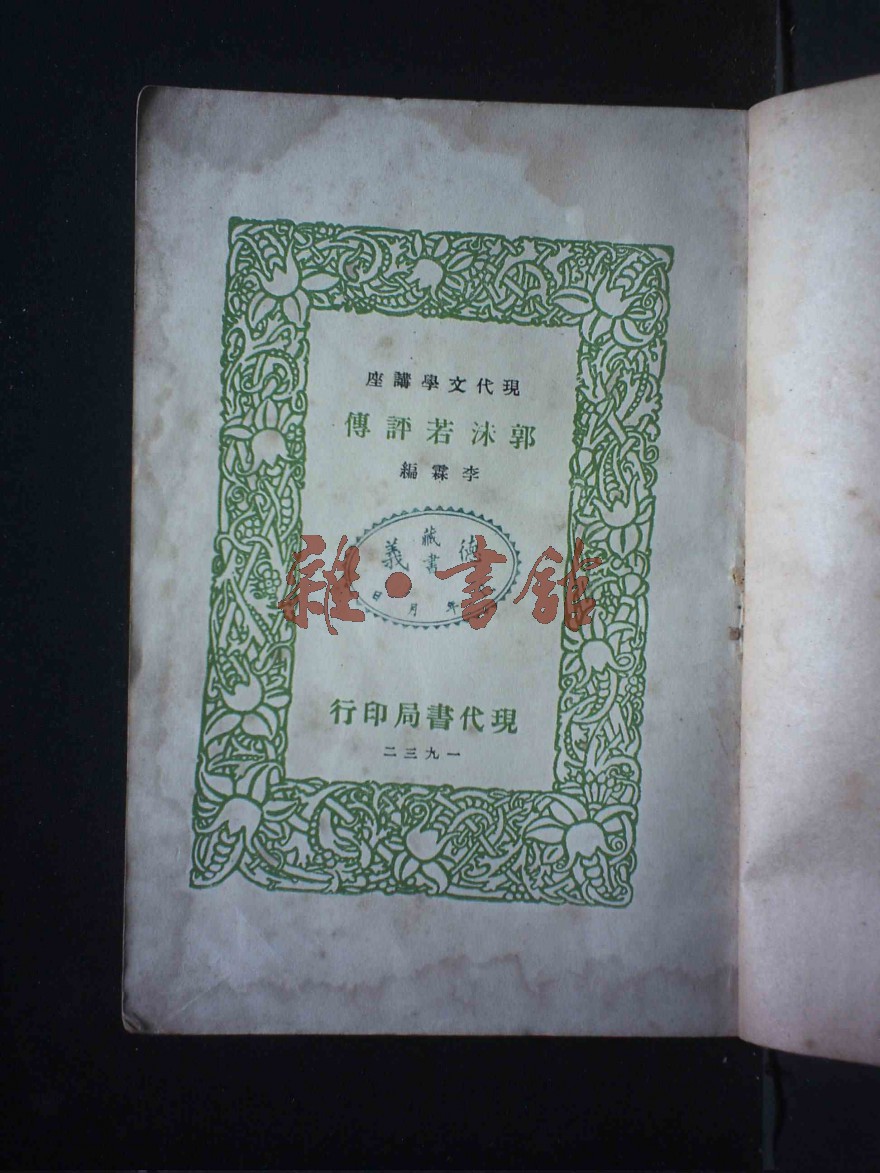 現代文學講座
郭沫若評傳
李霖編
德義
藏書
年月日
雜·書館
現代書局印行
一九三二